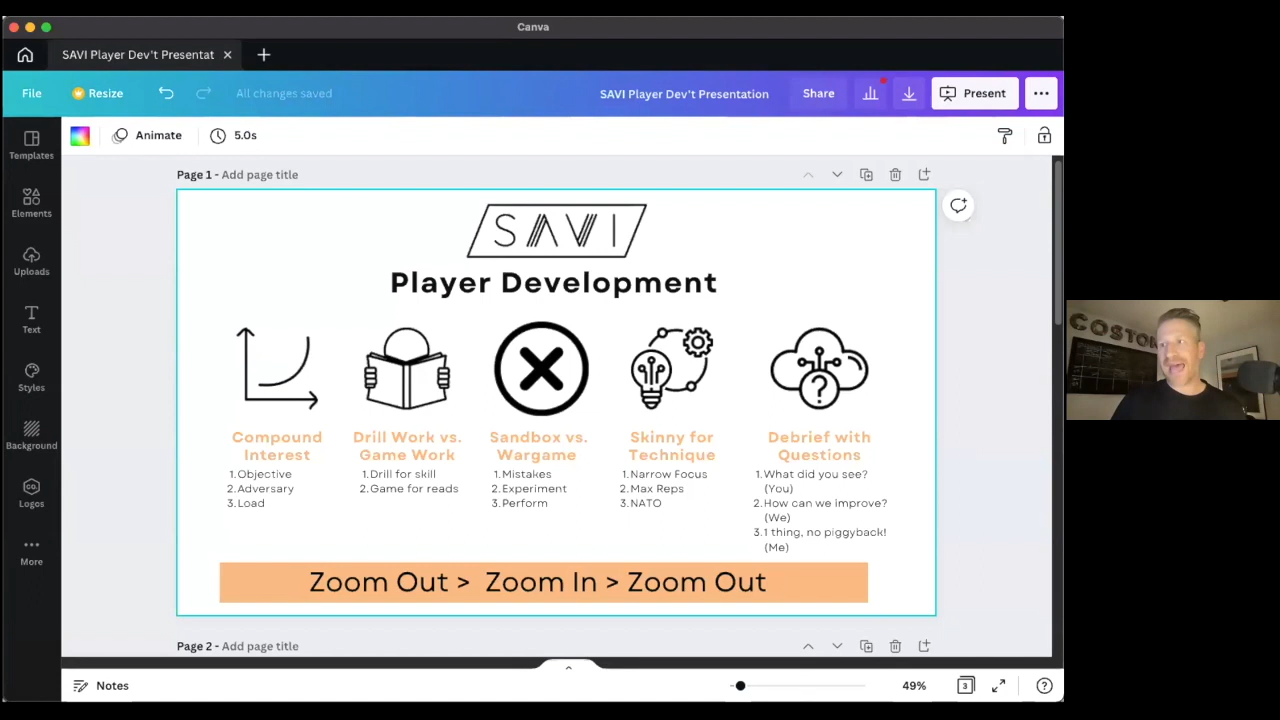 Canva
SAVI Player Dev't Presentat
File
Resize
All changes saved
SAVI Player Dev't Presentation
Share
Present
Animate
5.0s
Templates
Elements
Uploads
Text
Styles
Background
Logos
More
Page 1 - Add page title
SAVI
Player Development
Compound
Interest
1.Objective
2.Adversary
3.Load
Drill Work vs.
Game Work
1.Drill for skill
2.Game for reads
Sandbox vs.
Wargame
1.Mistakes
2.Experiment
3.Perform
Skinny for
Technique
1.Narrow Focus
2.Max Reps
3.NATO
Debrief with
Questions
1.What did you see?
(You)
2.How can we improve?
(We)
3.1 thing, no piggyback!
(Me)
Zoom Out > Zoom In > Zoom Out
Page 2 - Add page title
Notes
49%
3
CO.
COSTON